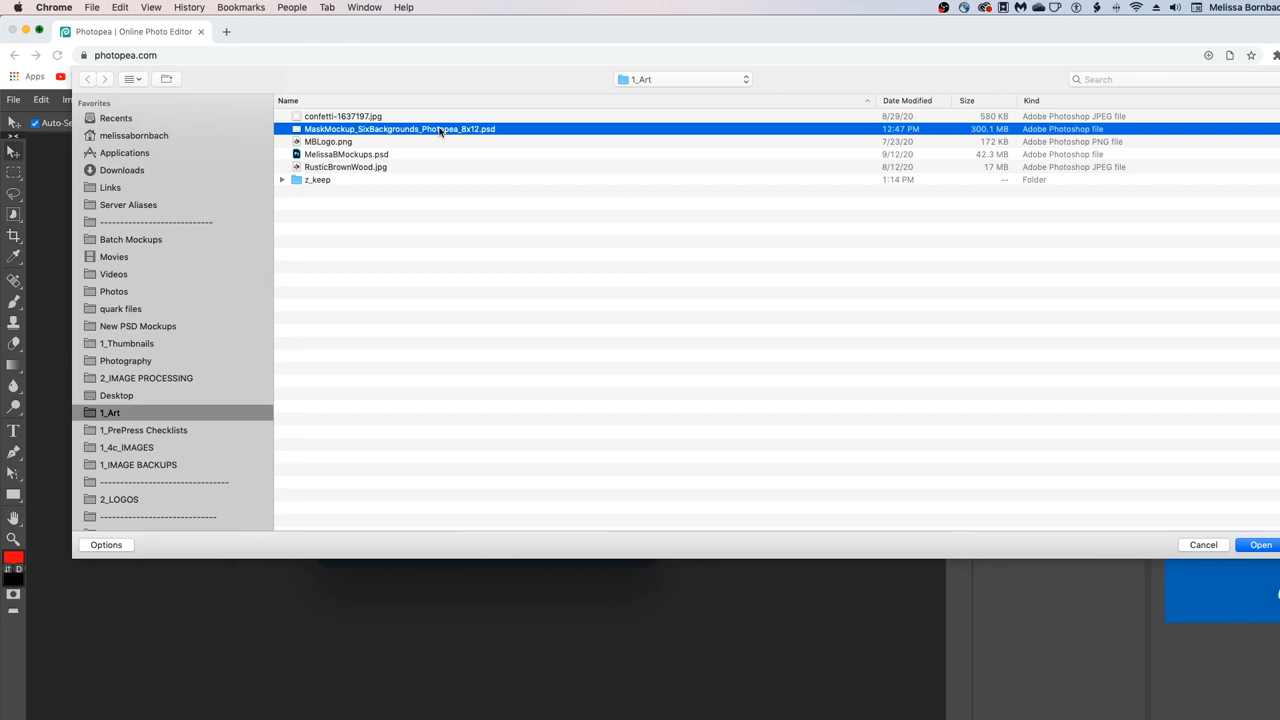 Chrome File Edit View History Bookmarks People Tab Window Help Melissa Bornbac
Photopea | Online Photo Editor
photopea.com
Apps
1_Art
Search
File Edit Im
Auto-Se
Favorites
Recents
melissabornbach
Applications
Downloads
Links
Server Aliases
----------------------------
Batch Mockups
Movies
Videos
Photos
quark files
New PSD Mockups
1_Thumbnails
Photography
2_IMAGE PROCESSING
Desktop
1_Art
1_PrePress Checklists
1_4c_IMAGES
1_IMAGE BACKUPS
--------------------------------
2_LOGOS
-----------------------------
Name Date Modified Size Kind
confetti-1637197.jpg 8/29/20 580 KB Adobe Photoshop JPEG file
MaskMockup_SixBackgrounds_Photopea_8x12.psd 12:47 PM 300.1 MB Adobe Photoshop file
MBLogo.png 7/23/20 172 KB Adobe Photoshop PNG file
MelissaBMockups.psd 9/12/20 42.3 MB Adobe Photoshop file
RusticBrownWood.jpg 8/12/20 17 MB Adobe Photoshop JPEG file
z_keep 1:14 PM -- Folder
Options Cancel Open
T
D